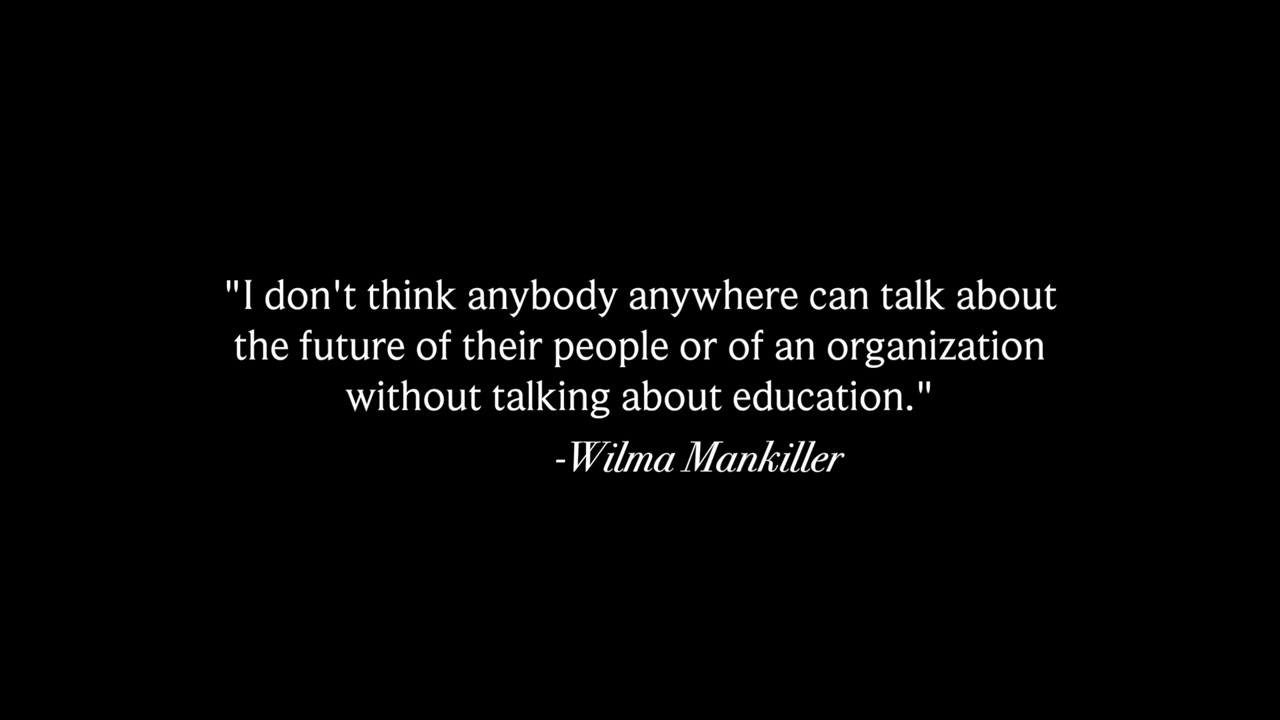 "I don't think anybody anywhere can talk about
the future of their people or of an organization
without talking about education."
-Wilma Mankiller